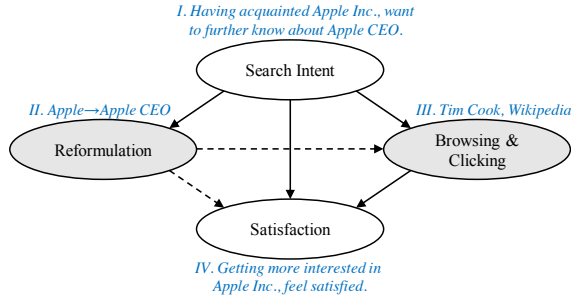 I. Having acquainted Apple Inc., want
to further know about Apple CEO.
Search Intent
II. Apple→Apple CEO
III. Tim Cook, Wikipedia
Reformulation
Browsing &
Clicking
Satisfaction
IV. Getting more interested in
Apple Inc., feel satisfied.